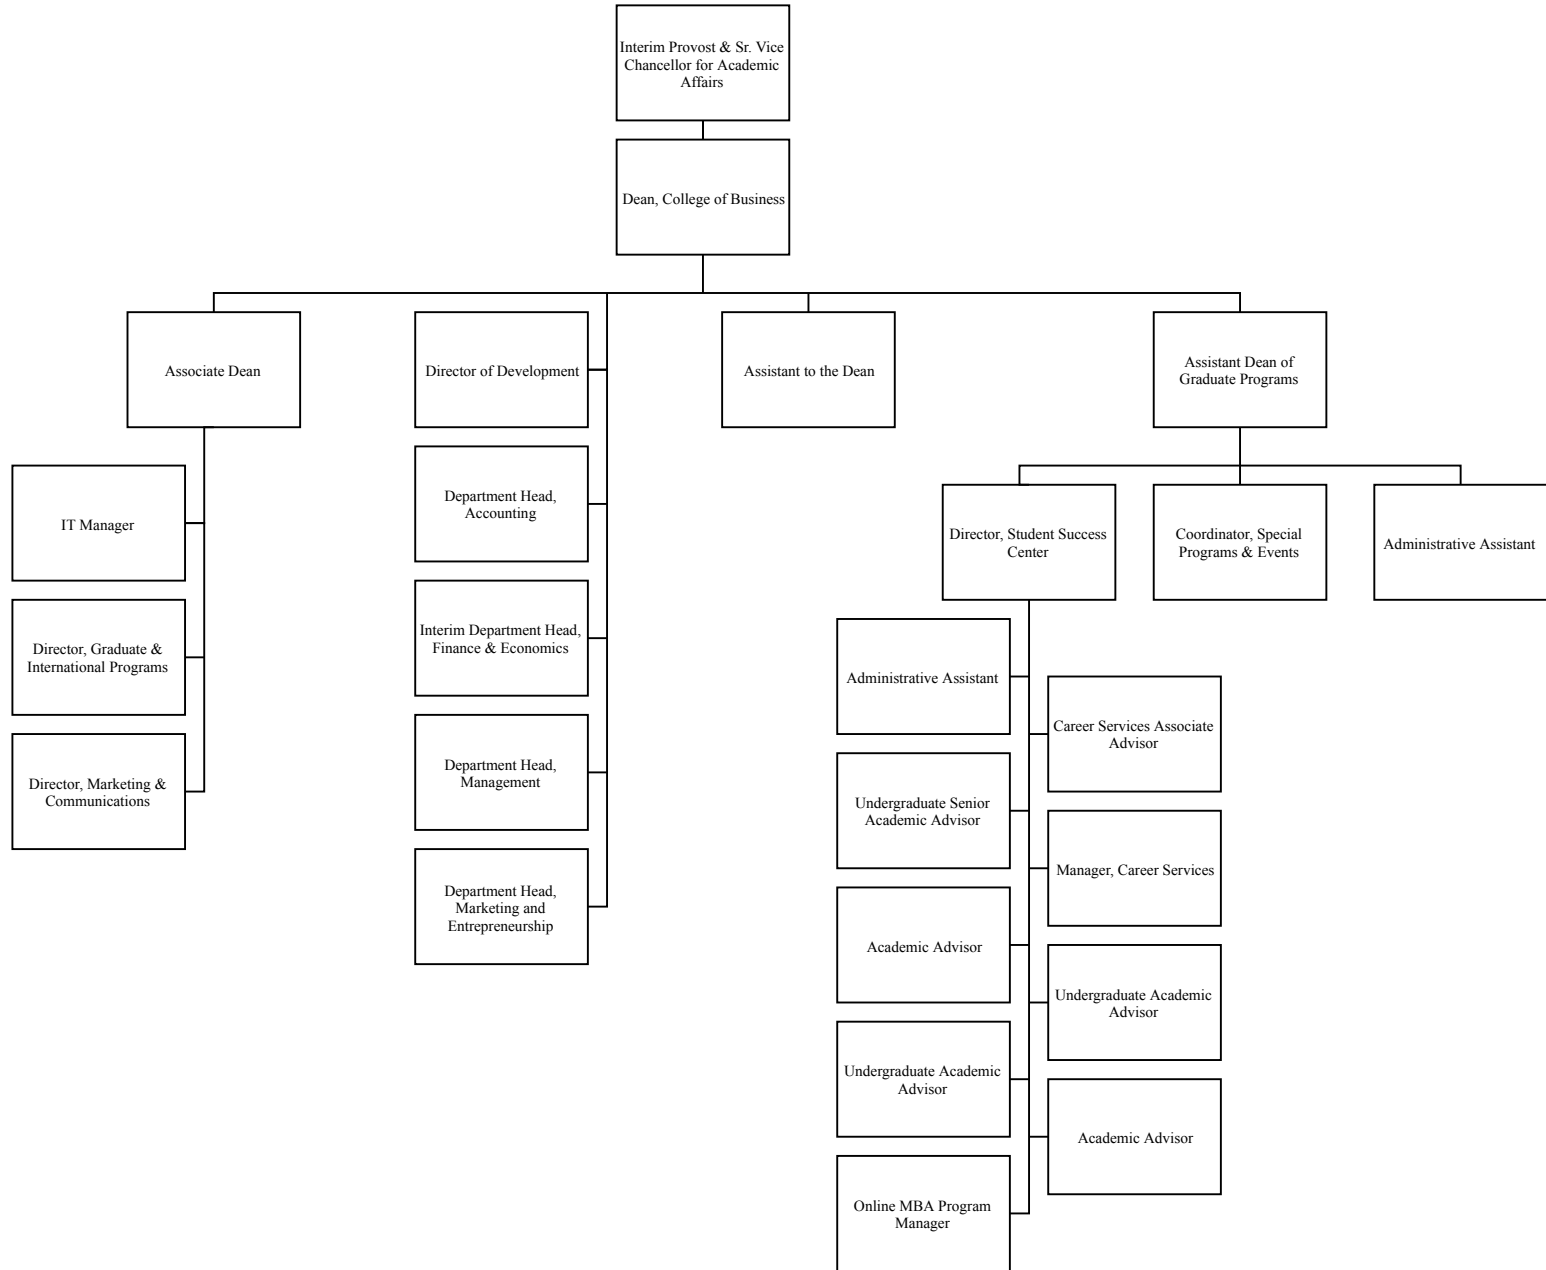 Interim Provost & Sr. Vice
Chancellor for Academic
Affairs
Dean, College of Business
Associate Dean
Director of Development
Assistant to the Dean
Assistant Dean of
Graduate Programs
IT Manager
Director, Graduate &
International Programs
Director, Marketing &
Communications
Department Head,
Accounting
Interim Department Head,
Finance & Economics
Department Head,
Management
Department Head,
Marketing and
Entrepreneurship
Director, Student Success
Center
Coordinator, Special
Programs & Events
Administrative Assistant
Administrative Assistant
Career Services Associate
Advisor
Undergraduate Senior
Academic Advisor
Manager, Career Services
Academic Advisor
Undergraduate Academic
Advisor
Undergraduate Academic
Advisor
Academic Advisor
Online MBA Program
Manager